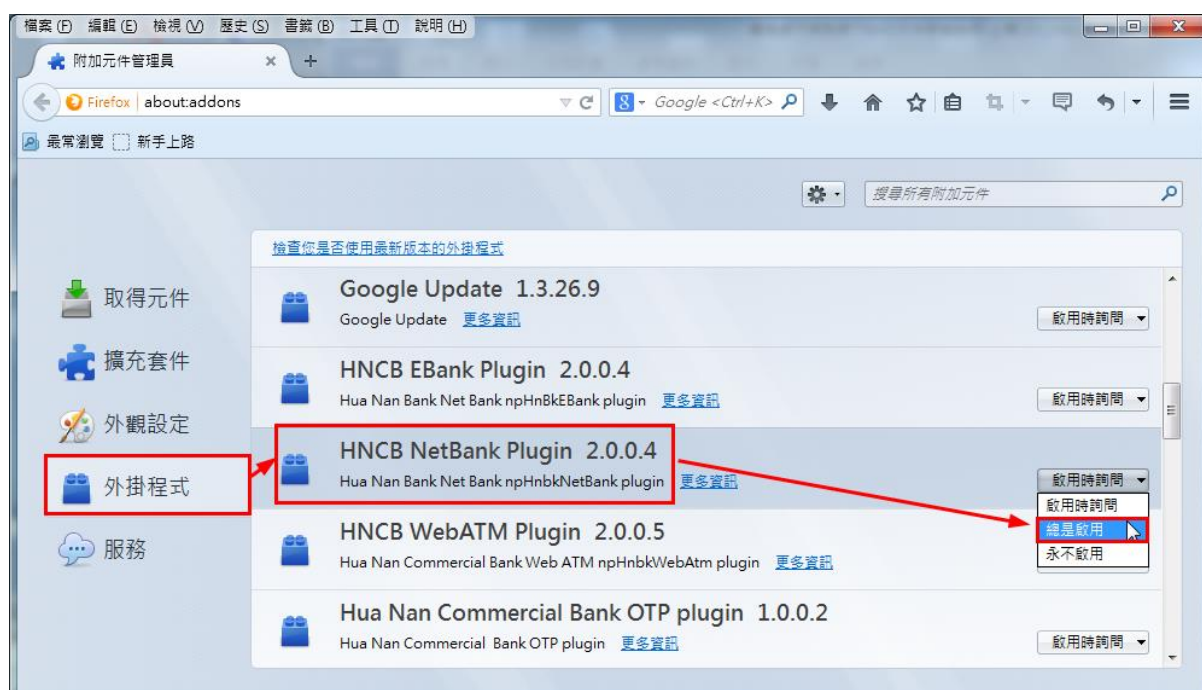 檔案(F) 編輯(E) 檢視(V) 歷史(S) 書籤(B) 工具(T) 說明(H)
附加元件管理員
Firefox about:addons
Google <Ctrl+K>
最常瀏覽 新手上路
搜尋所有附加元件
檢查您是否使用最新版本的外掛程式
取得元件
擴充套件
外觀設定
外掛程式
服務
Google Update 1.3.26.9
Google Update 更多資訊
啟用時詢問
HNCB EBank Plugin 2.0.0.4
Hua Nan Bank Net Bank npHnBkEBank plugin 更多資訊
啟用時詢問
HNCB NetBank Plugin 2.0.0.4
Hua Nan Bank Net Bank npHnbkNetBank plugin 更多資訊
啟用時詢問
啟用時詢問
總是啟用
永不啟用
HNCB WebATM Plugin 2.0.0.5
Hua Nan Commercial Bank Web ATM npHnbkWebAtm plugin 更多資訊
Hua Nan Commercial Bank OTP plugin 1.0.0.2
Hua Nan Commercial Bank OTP plugin 更多資訊
啟用時詢問